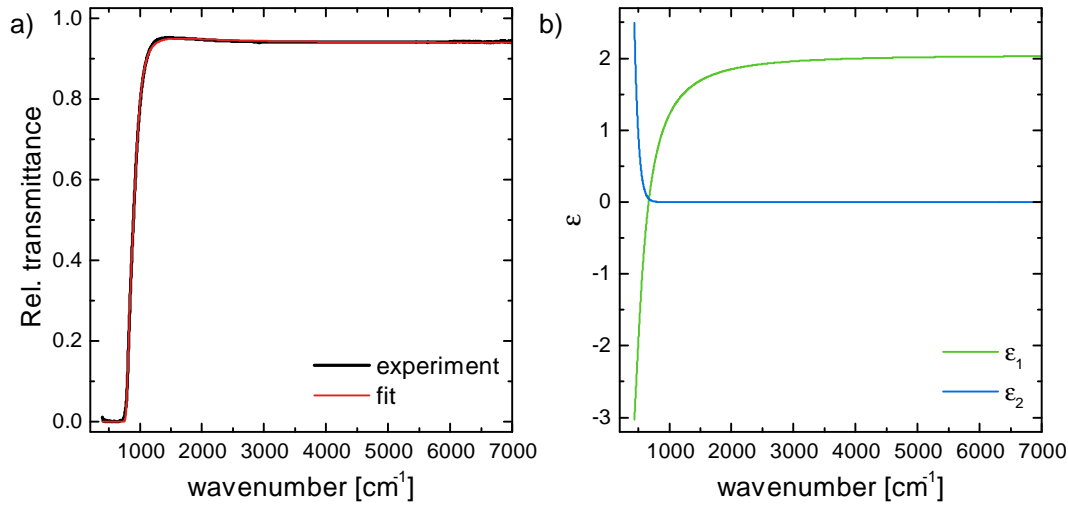 a)
Rel. transmittance
1.0
0.8
0.6
0.4
0.2
0.0
experiment
fit
1000 2000 3000 4000 5000 6000 7000
wavenumber [cm⁻¹]
b)
ε
2
1
0
-1
-2
-3
ε₁
ε₂
1000 2000 3000 4000 5000 6000 7000
wavenumber [cm⁻¹]